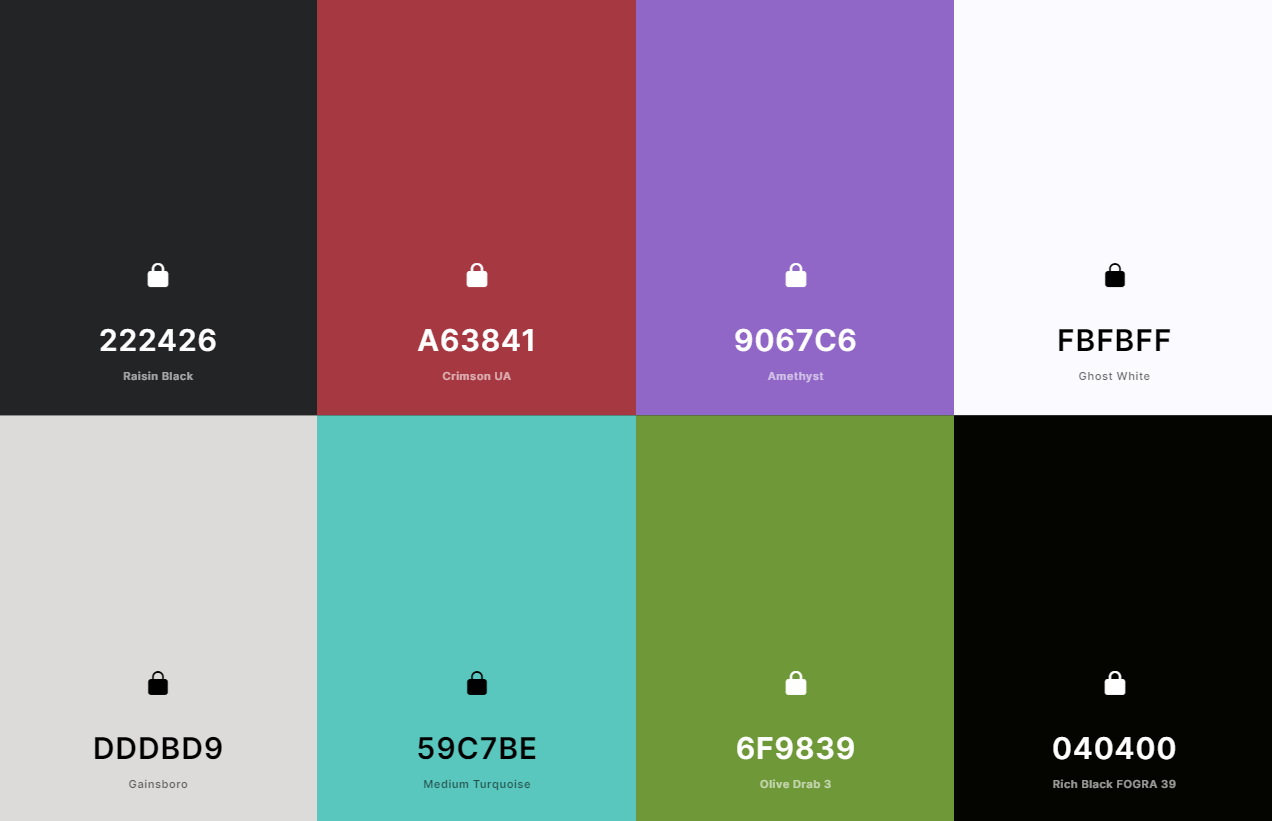 222426
Raisin Black
A63841
Crimson UA
9067C6
Amethyst
FBFBFF
Ghost White
DDDBD9
Gainsboro
59C7BE
Medium Turquoise
6F9839
Olive Drab 3
040400
Rich Black FOGRA 39